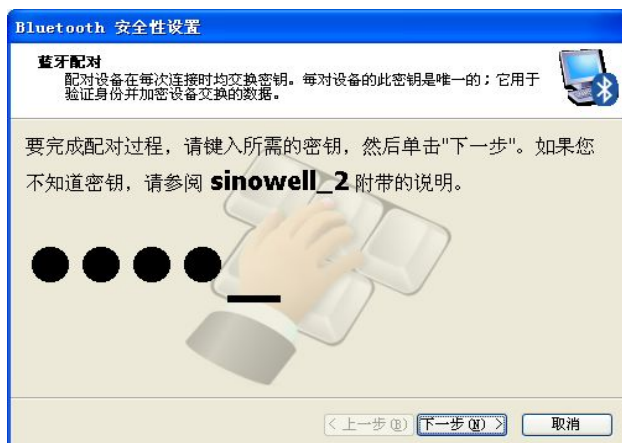 Bluetooth 安全性设置
蓝牙配对
配对设备在每次连接时均交换密钥。每对设备的此密钥是唯一的；它用于
验证身份并加密设备交换的数据。
要完成配对过程，请键入所需的密钥，然后单击"下一步"。如果您
不知道密钥，请参阅 sinowell_2 附带的说明。
●●●●_
<上一步(B) 下一步(N) > 取消